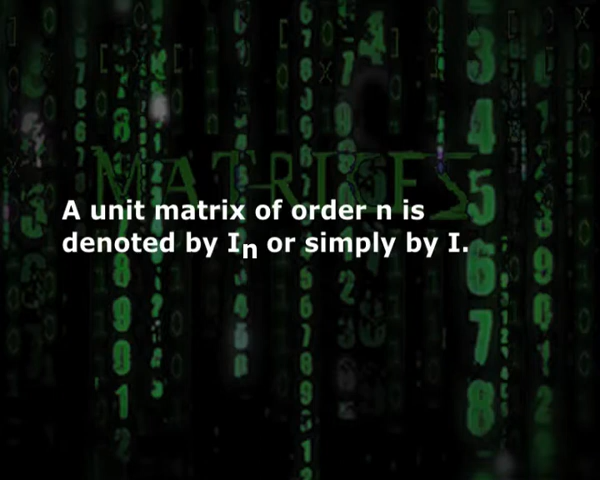 MATRICES
A unit matrix of order n is
denoted by In or simply by I.